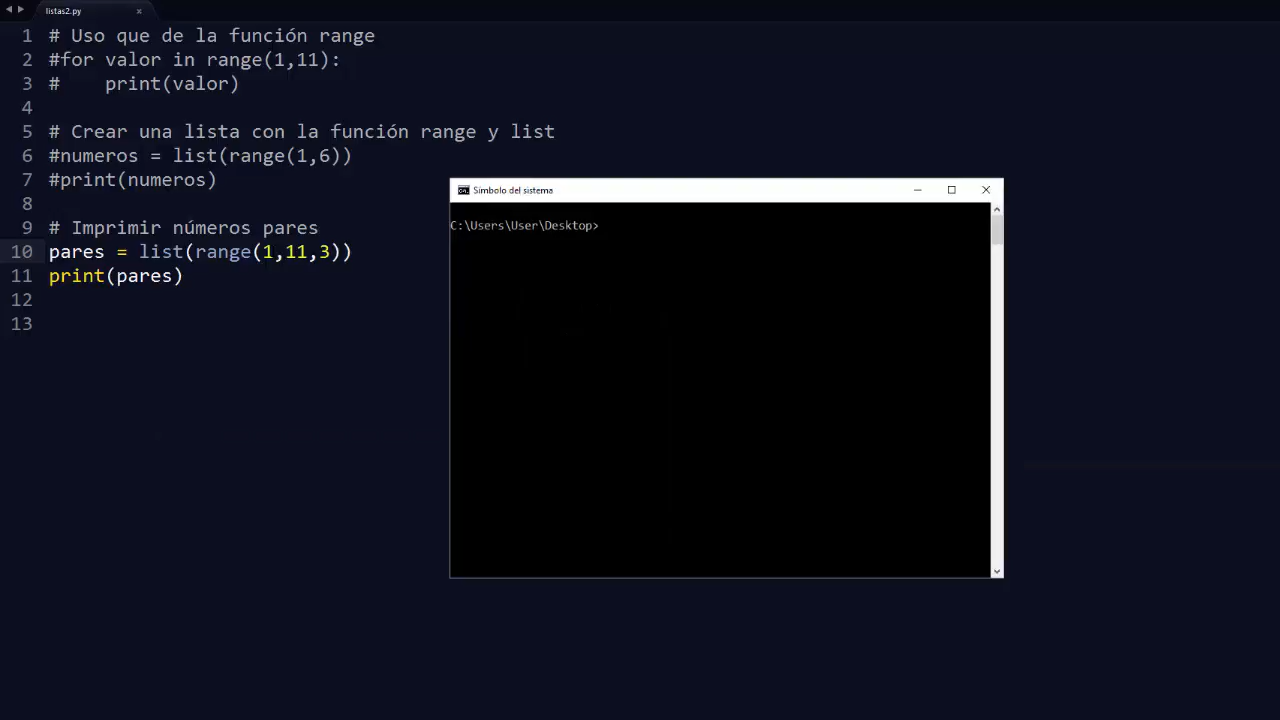 listas2.py
1 # Uso que de la función range
2 #for valor in range(1,11):
3 #    print(valor)
4
5 # Crear una lista con la función range y list
6 #numeros = list(range(1,6))
7 #print(numeros)
8
9 # Imprimir números pares
10 pares = list(range(1,11,3))
11 print(pares)
12
13
Símbolo del sistema
C:\Users\User\Desktop>